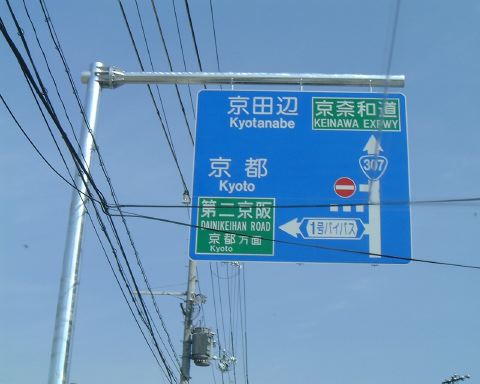 京田辺
Kyotanabe
京奈和道
KEINAWA EXPWY
307
京都
Kyoto
第二京阪
DAINIKEIHAN ROAD
京都方面
Kyoto
1号バイパス